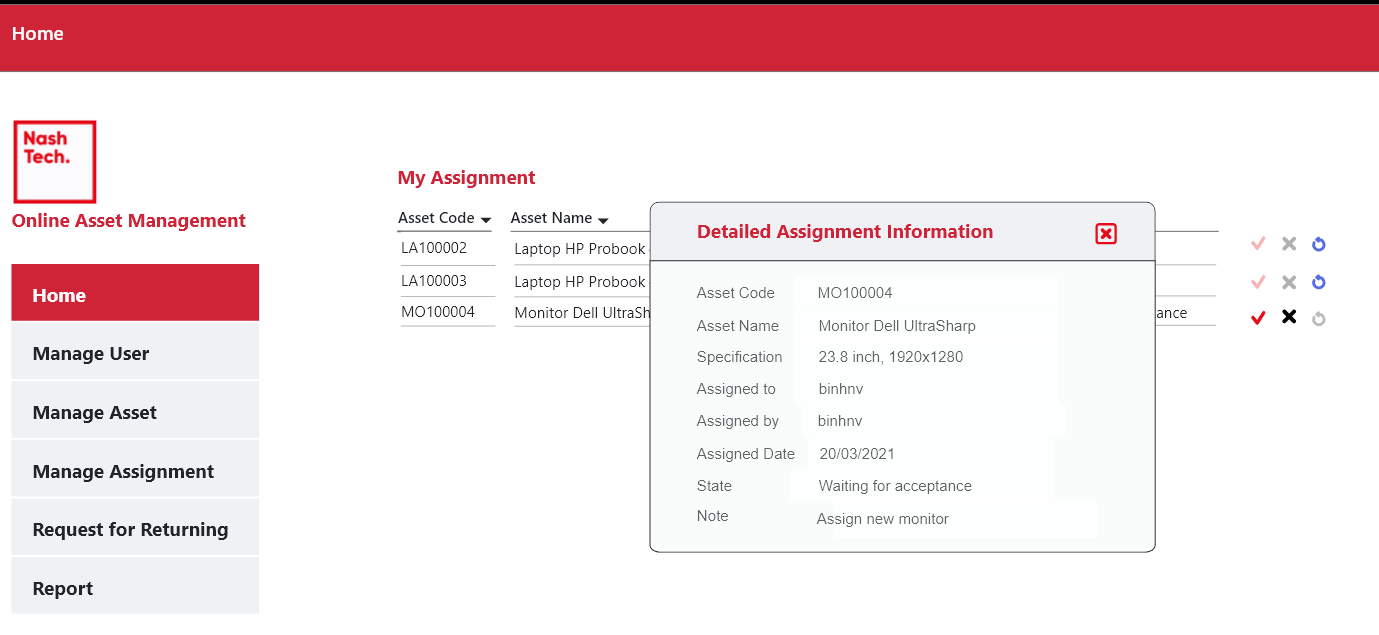 Home
Nash
Tech.
Online Asset Management
Home
Manage User
Manage Asset
Manage Assignment
Request for Returning
Report
My Assignment
Asset Code Asset Name
LA100002 Laptop HP Probook
LA100003 Laptop HP Probook
MO100004 Monitor Dell UltraSh ance
Detailed Assignment Information
Asset Code MO100004
Asset Name Monitor Dell UltraSharp
Specification 23.8 inch, 1920x1280
Assigned to binhnv
Assigned by binhnv
Assigned Date 20/03/2021
State Waiting for acceptance
Note Assign new monitor